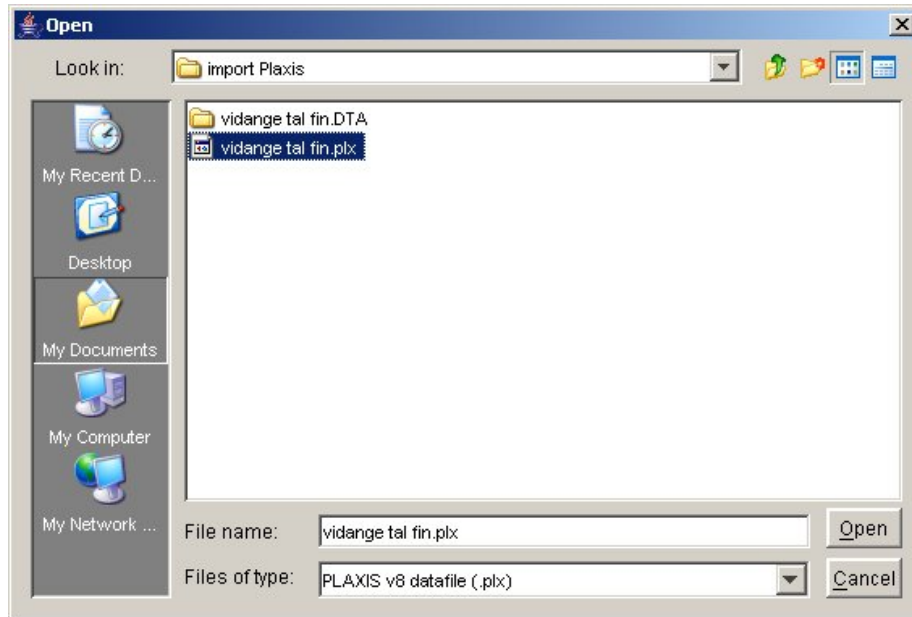 Open
Look in:
import Plaxis
vidange tal fin.DTA
vidange tal fin.plx
My Recent D...
Desktop
My Documents
My Computer
My Network ...
File name:
vidange tal fin.plx
Open
Files of type:
PLAXIS v8 datafile (.plx)
Cancel